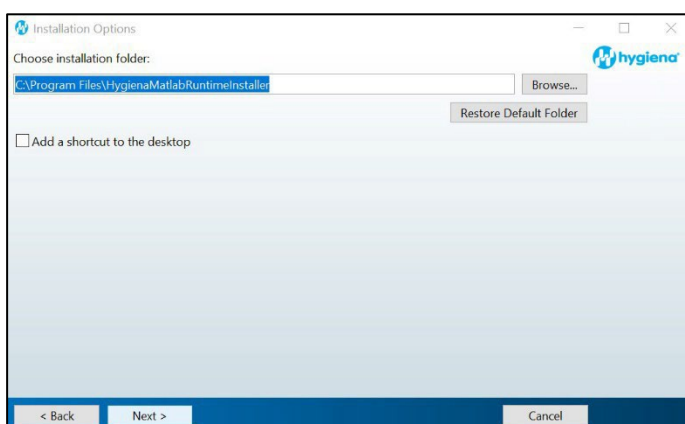 Installation Options
Choose installation folder:
hygiena
C:\Program Files\HygienaMatlabRuntimeInstaller
Browse...
Restore Default Folder
Add a shortcut to the desktop
< Back
Next >
Cancel